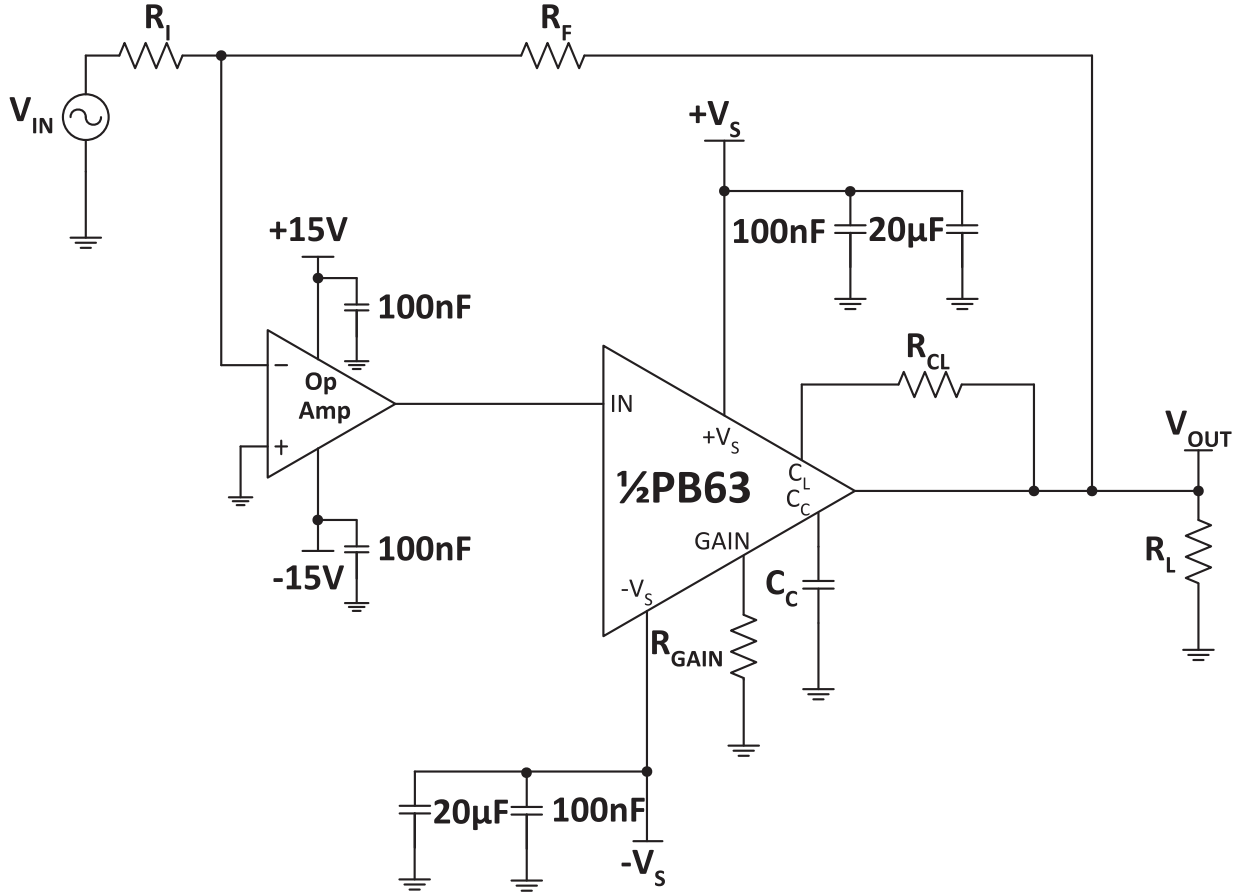 R_I
R_F
V_IN
+V_S
+15V
100nF
20µF
100nF
R_CL
Op
Amp
−
+
IN
+V_S
V_OUT
½PB63
C_L
C_C
GAIN
100nF
-15V
-V_S
C_C
R_L
R_GAIN
20µF
100nF
-V_S